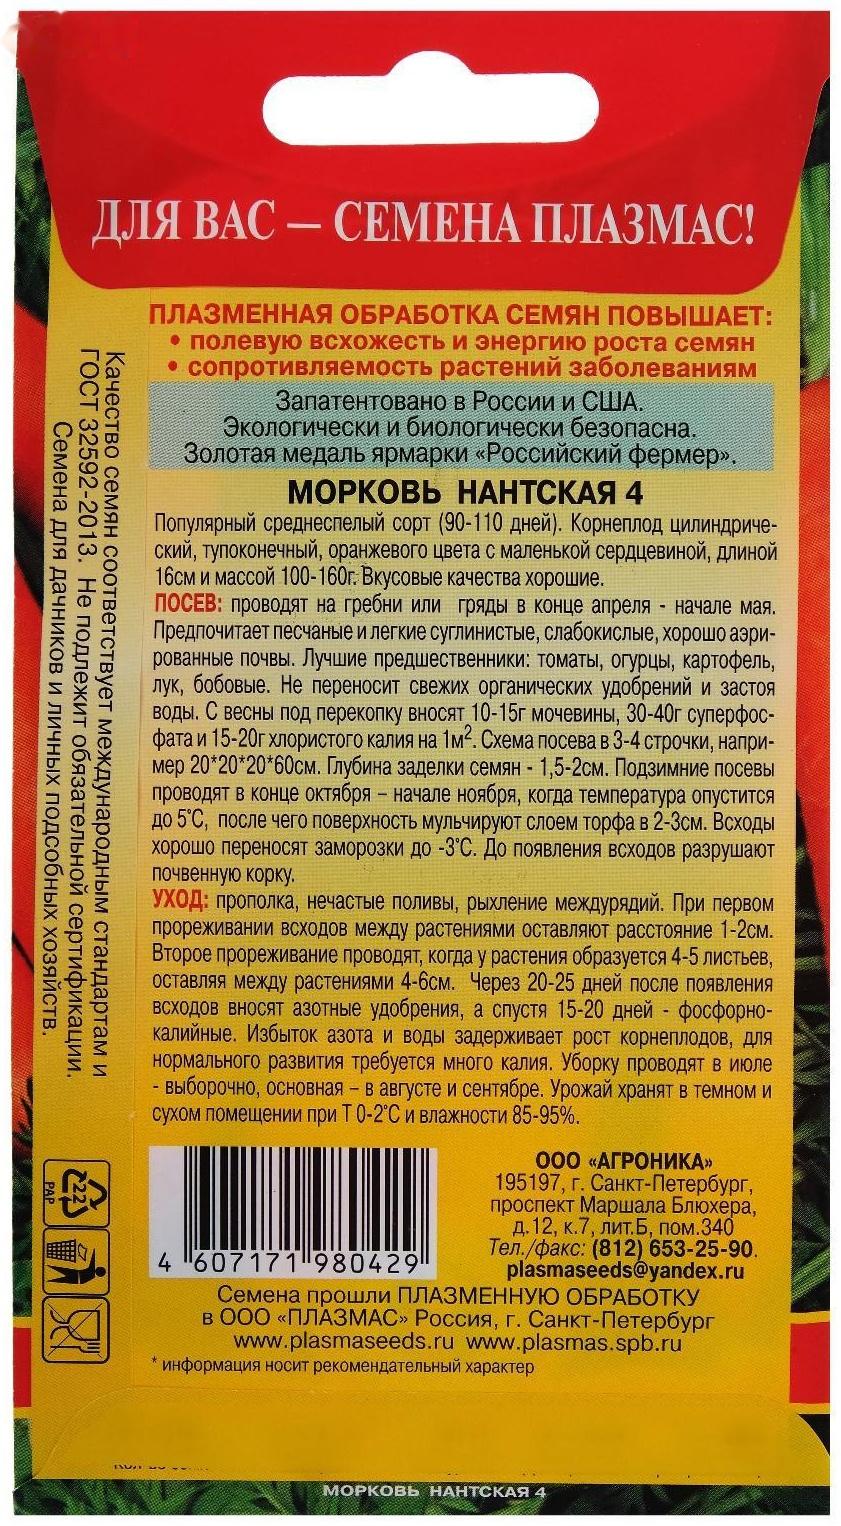 ДЛЯ ВАС — СЕМЕНА ПЛАЗМАС!
ПЛАЗМЕННАЯ ОБРАБОТКА СЕМЯН ПОВЫШАЕТ:
• полевую всхожесть и энергию роста семян
• сопротивляемость растений заболеваниям
Запатентовано в России и США.
Экологически и биологически безопасна.
Золотая медаль ярмарки «Российский фермер».
МОРКОВЬ НАНТСКАЯ 4
Популярный среднеспелый сорт (90-110 дней). Корнеплод цилиндриче-
ский, тупоконечный, оранжевого цвета с маленькой сердцевиной, длиной
16см и массой 100-160г. Вкусовые качества хорошие.
ПОСЕВ: проводят на гребни или гряды в конце апреля - начале мая.
Предпочитает песчаные и легкие суглинистые, слабокислые, хорошо аэри-
рованные почвы. Лучшие предшественники: томаты, огурцы, картофель,
лук, бобовые. Не переносит свежих органических удобрений и застоя
воды. С весны под перекопку вносят 10-15г мочевины, 30-40г суперфос-
фата и 15-20г хлористого калия на 1м². Схема посева в 3-4 строчки, напри-
мер 20*20*20*60см. Глубина заделки семян - 1,5-2см. Подзимние посевы
проводят в конце октября – начале ноября, когда температура опустится
до 5°С, после чего поверхность мульчируют слоем торфа в 2-3см. Всходы
хорошо переносят заморозки до -3°С. До появления всходов разрушают
почвенную корку.
УХОД: прополка, нечастые поливы, рыхление междурядий. При первом
прореживании всходов между растениями оставляют расстояние 1-2см.
Второе прореживание проводят, когда у растения образуется 4-5 листьев,
оставляя между растениями 4-6см. Через 20-25 дней после появления
всходов вносят азотные удобрения, а спустя 15-20 дней - фосфорно-
калийные. Избыток азота и воды задерживает рост корнеплодов, для
нормального развития требуется много калия. Уборку проводят в июле
- выборочно, основная – в августе и сентябре. Урожай хранят в темном и
сухом помещении при Т 0-2°С и влажности 85-95%.
Качество семян соответствует международным стандартам и
ГОСТ 32592-2013. Не подлежит обязательной сертификации.
Семена для дачников и личных подсобных хозяйств.
22
PAP
4 607171 980429
ООО «АГРОНИКА»
195197, г. Санкт-Петербург,
проспект Маршала Блюхера,
д.12, к.7, лит.Б, пом.340
Тел./факс: (812) 653-25-90.
plasmaseeds@yandex.ru
Семена прошли ПЛАЗМЕННУЮ ОБРАБОТКУ
в ООО «ПЛАЗМАС» Россия, г. Санкт-Петербург
www.plasmaseeds.ru www.plasmas.spb.ru
* информация носит рекомендательный характер
МОРКОВЬ НАНТСКАЯ 4